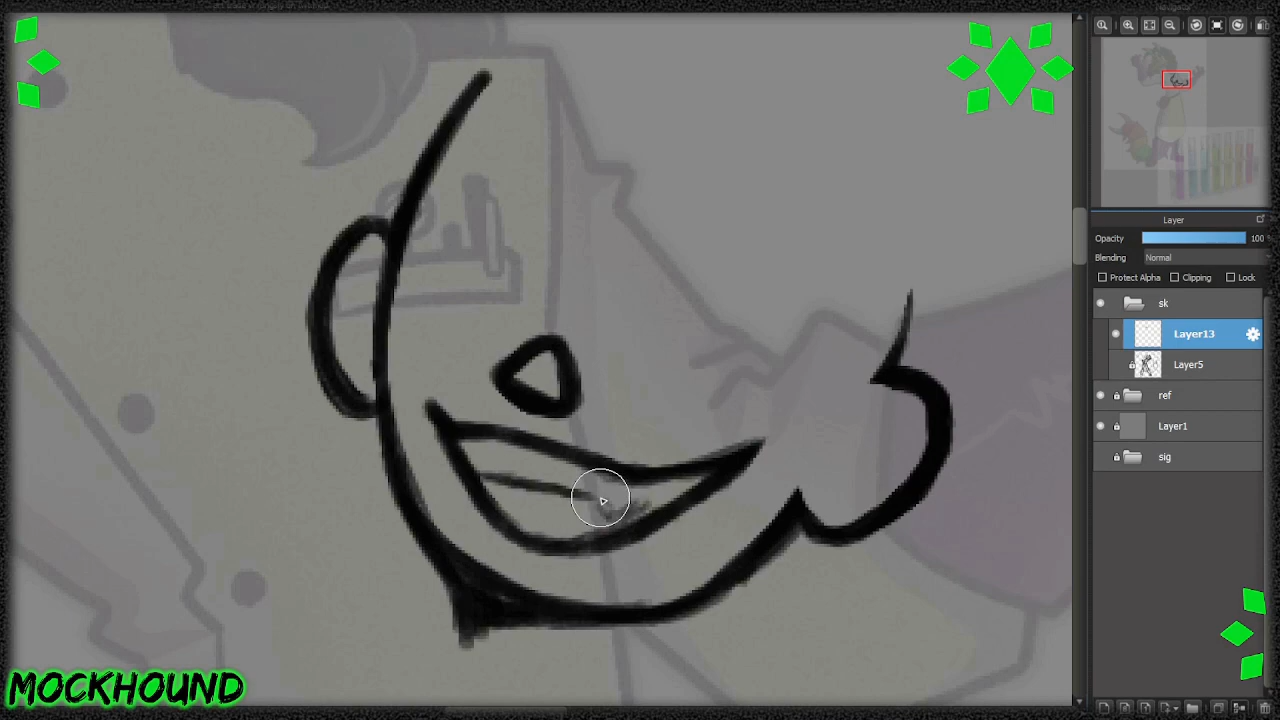 Layer
Opacity 100
Blending Normal
Protect Alpha Clipping Lock
sk
Layer13
Layer5
ref
Layer1
sig
MOCKHOUND